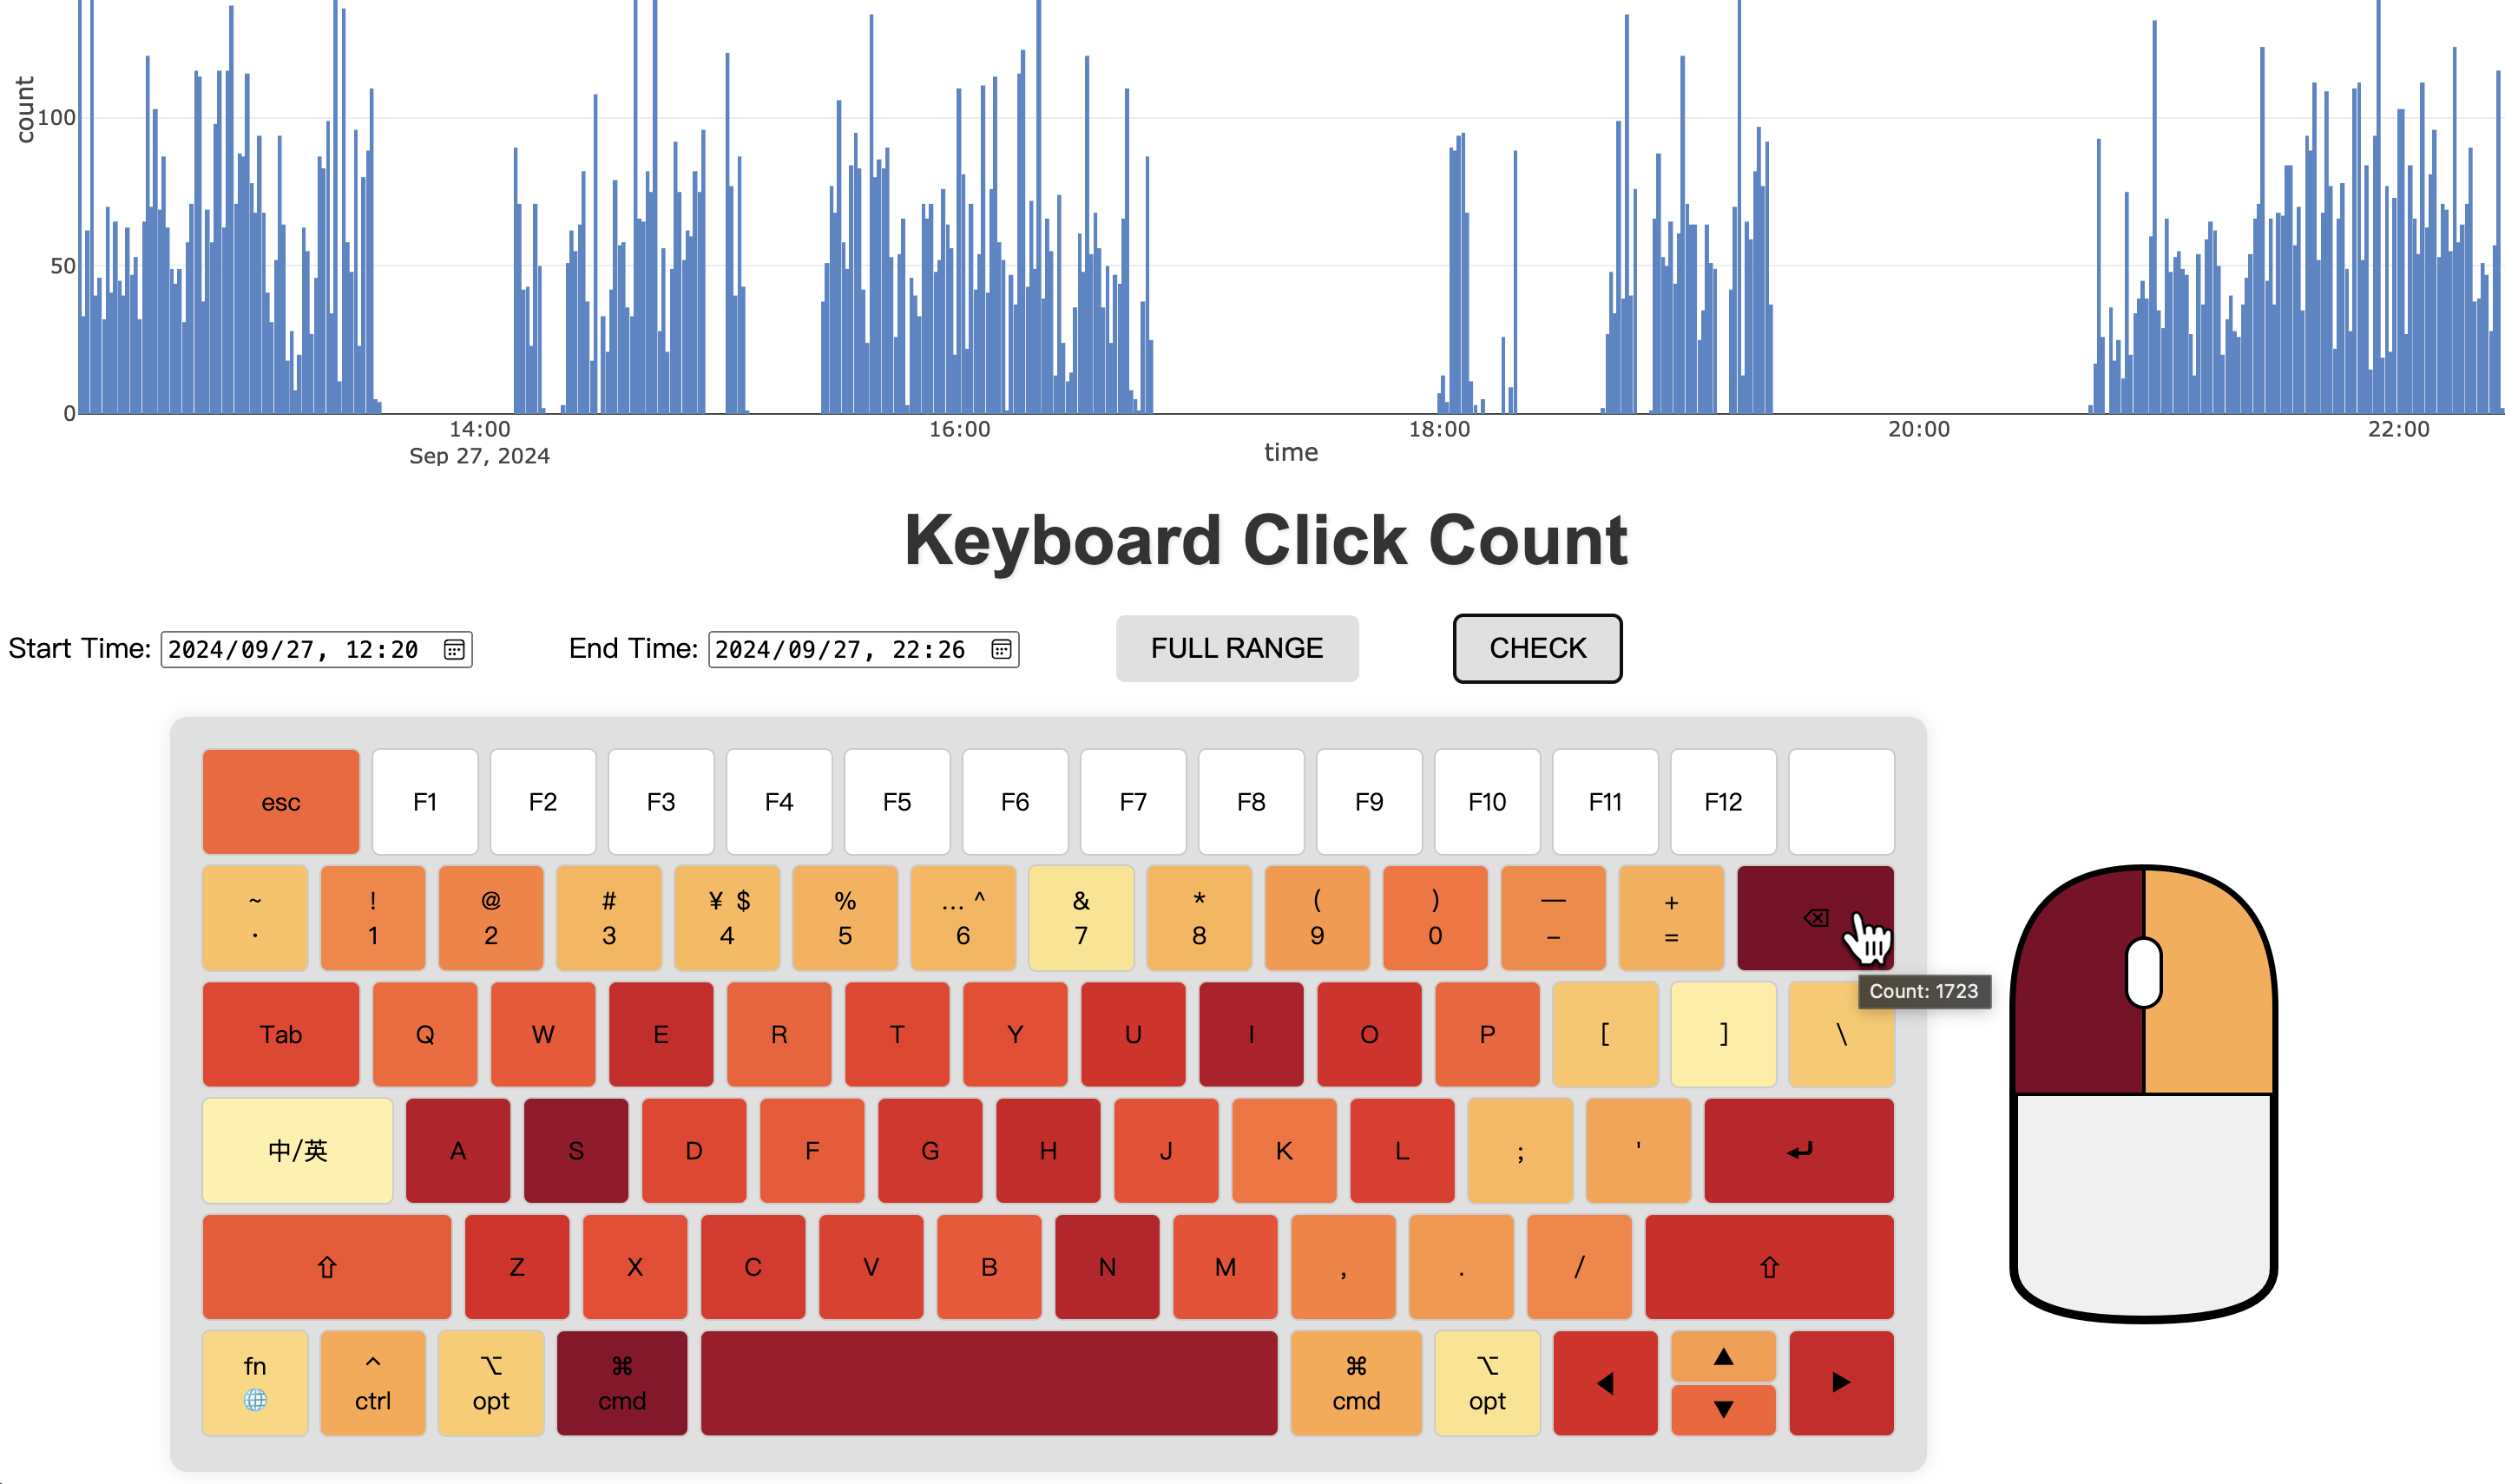 count
100
50
0
14:00 16:00 18:00 20:00 22:00
Sep 27, 2024
time
Keyboard Click Count
Start Time: 2024/09/27, 12:20 End Time: 2024/09/27, 22:26 FULL RANGE CHECK
esc F1 F2 F3 F4 F5 F6 F7 F8 F9 F10 F11 F12
~ ! @ # ¥ $ % … ^ & * ( ) — +
· 1 2 3 4 5 6 7 8 9 0 – = ⌫
Count: 1723
Tab Q W E R T Y U I O P [ ] \
中/英 A S D F G H J K L ; ' ↵
⇧ Z X C V B N M , . / ⇧
fn ^ ⌥ ⌘ ⌘ ⌥ ▲
🌐 ctrl opt cmd cmd opt ◀ ▼ ▶